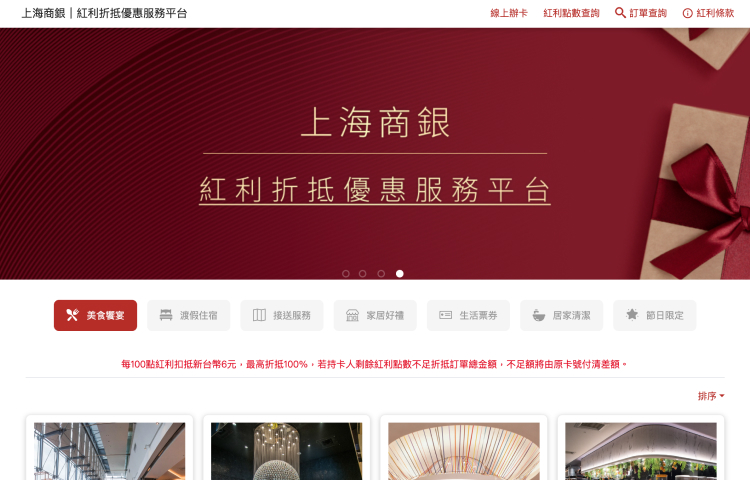 上海商銀｜紅利折抵優惠服務平台
線上辦卡 紅利點數查詢 訂單查詢 紅利條款
上海商銀
紅利折抵優惠服務平台
美食饗宴 渡假住宿 接送服務 家居好禮 生活票券 居家清潔 節日限定
每100點紅利扣抵新台幣6元，最高折抵100%，若持卡人剩餘紅利點數不足折抵訂單總金額，不足額將由原卡號付清差額。
排序